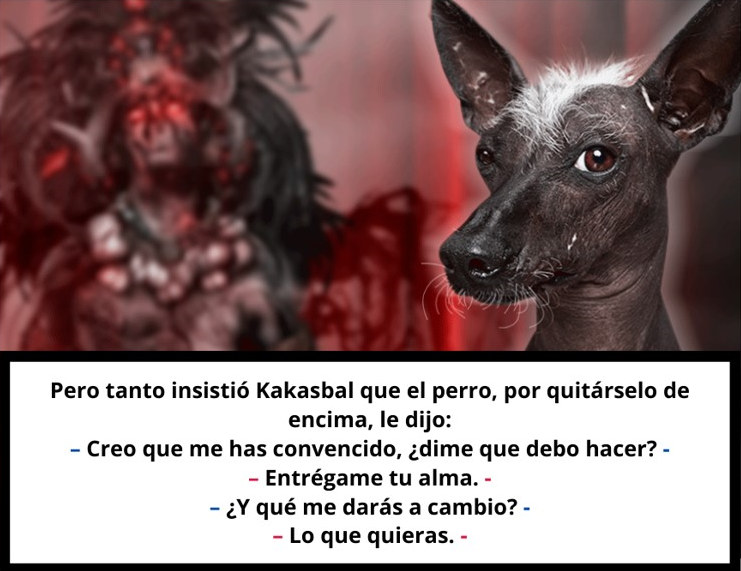 Pero tanto insistió Kakasbal que el perro, por quitárselo de
encima, le dijo:
– Creo que me has convencido, ¿dime que debo hacer? -
– Entrégame tu alma. -
– ¿Y qué me darás a cambio? -
– Lo que quieras. -